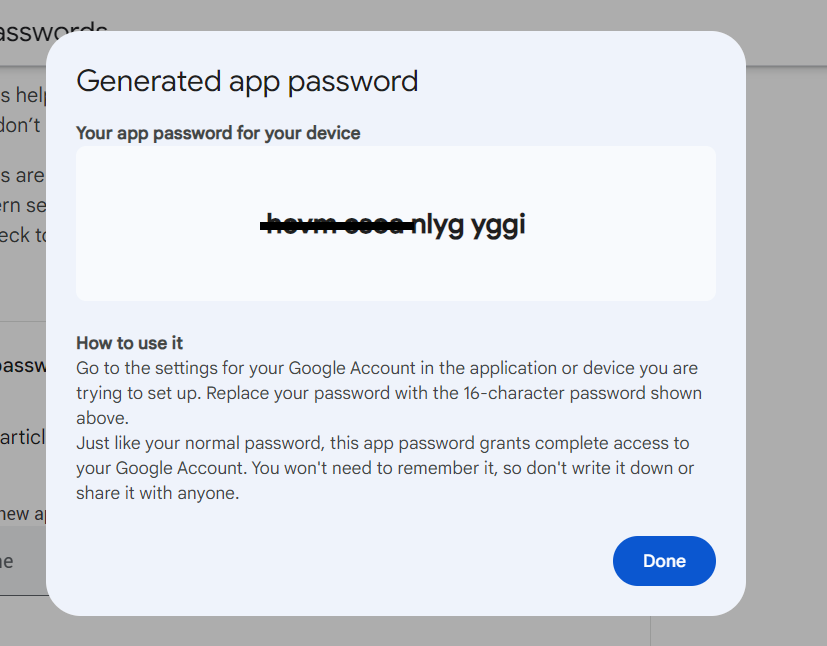 asswords
s help
don't
s are
ern se
eck to
passw
articl
new ap
Generated app password
Your app password for your device
nlyg yggi
How to use it
Go to the settings for your Google Account in the application or device you are
trying to set up. Replace your password with the 16-character password shown
above.
Just like your normal password, this app password grants complete access to
your Google Account. You won't need to remember it, so don't write it down or
share it with anyone.
Done